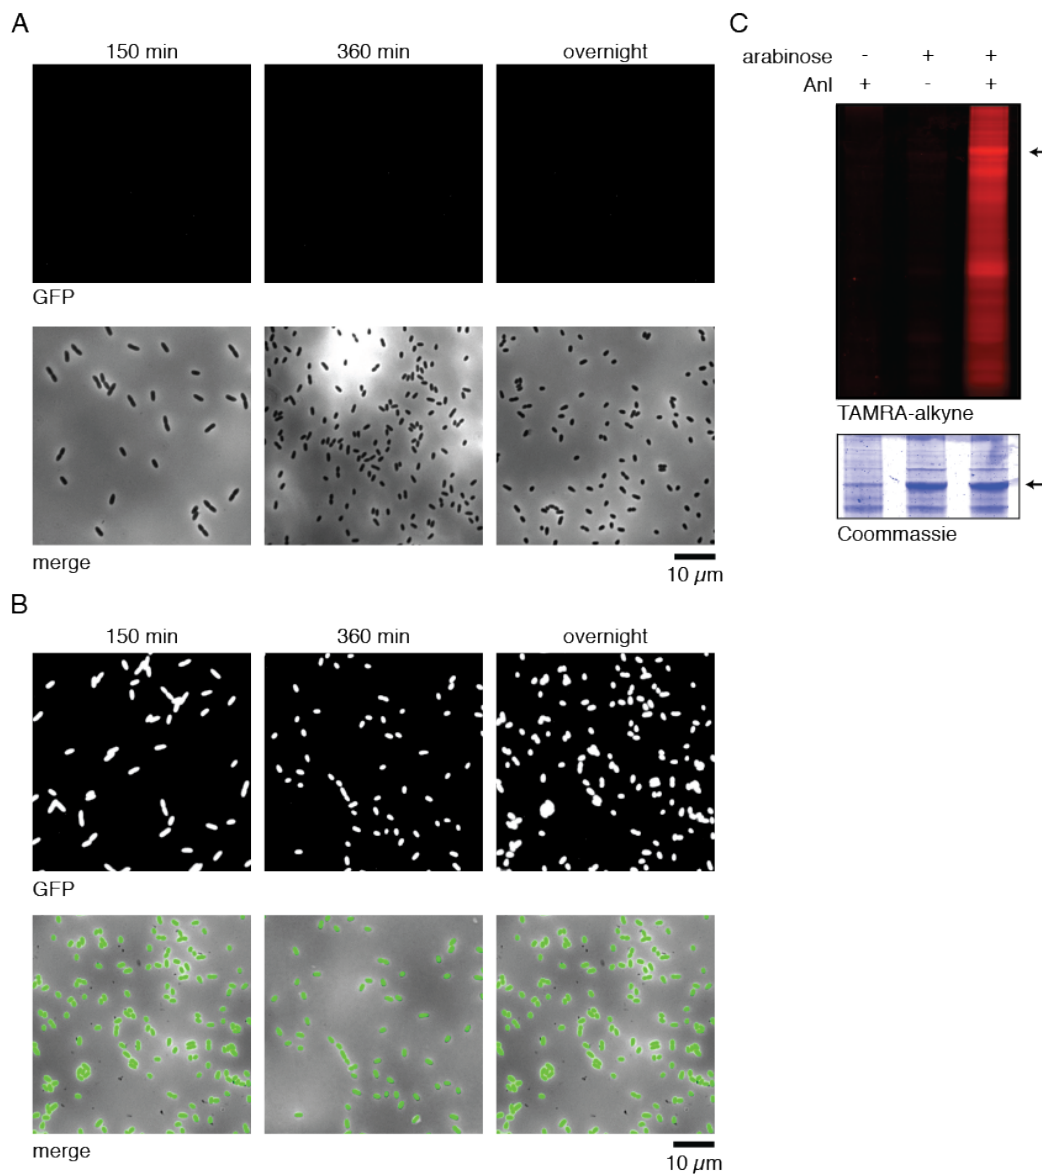 A
150 min 360 min overnight
GFP
merge
10 µm
B
150 min 360 min overnight
GFP
merge
10 µm
C
arabinose - + +
Anl + - +
TAMRA-alkyne
Coommassie